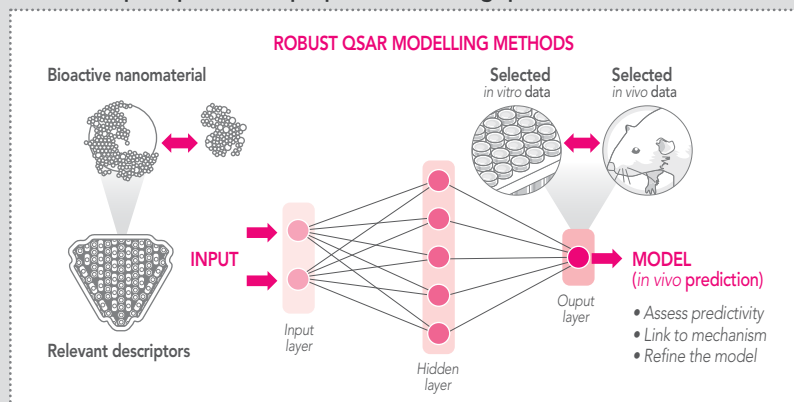 ROBUST QSAR MODELLING METHODS
Bioactive nanomaterial
Selected
in vitro data
Selected
in vivo data
INPUT
MODEL
(in vivo prediction)
• Assess predictivity
• Link to mechanism
• Refine the model
Input
layer
Hidden
layer
Ouput
layer
Relevant descriptors